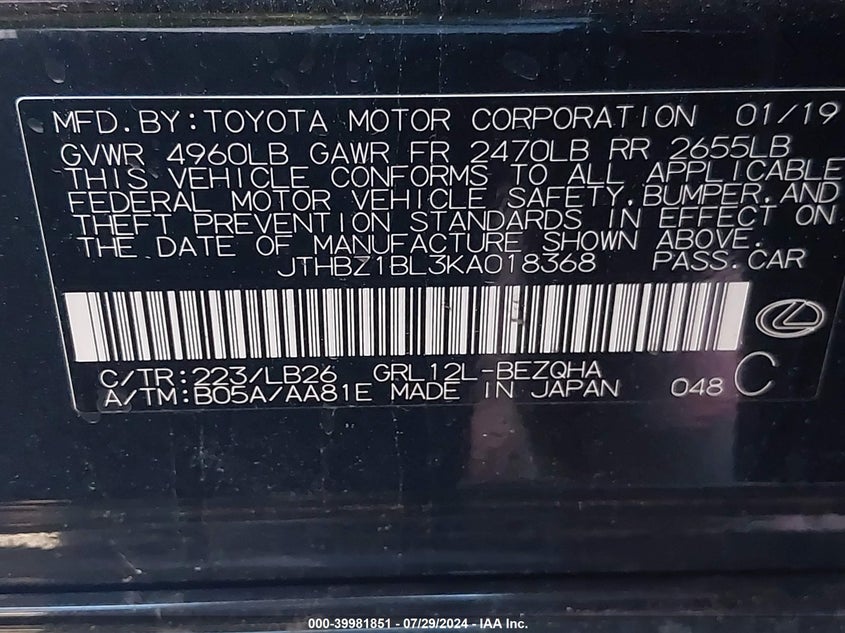 MFD.BY:TOYOTA MOTOR CORPORATION 01/19
GVWR 4960LB GAWR FR 2470LB RR 2655LB
THIS VEHICLE CONFORMS TO ALL APPLICABLE
FEDERAL MOTOR VEHICLE SAFETY,BUMPER,AND
THEFT PREVENTION STANDARDS IN EFFECT ON
THE DATE OF MANUFACTURE SHOWN ABOVE.
JTHBZ1BL3KA018368 PASS.CAR
C/TR:223/LB26 GRL12L-BEZQHA
A/TM:B05A/AA81E MADE IN JAPAN 048 C
000-39981851 - 07/29/2024 - IAA Inc.